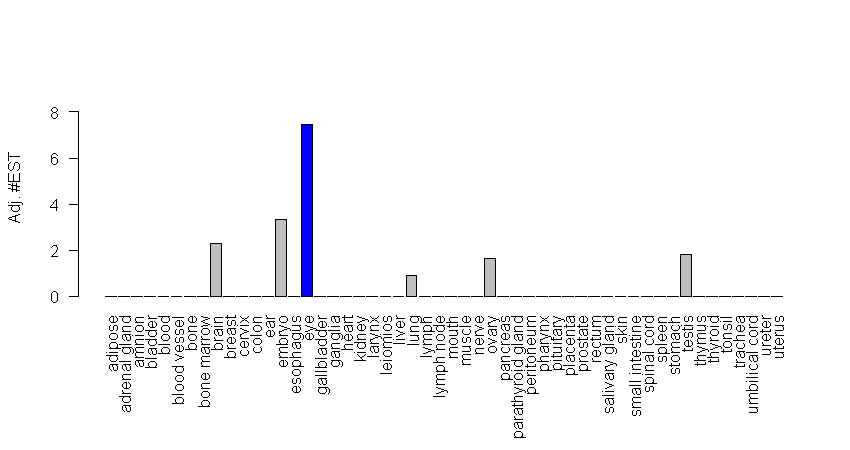 Adj. #EST
8
6
4
2
0
adipose
adrenal gland
amnion
bladder
blood
blood vessel
bone
bone marrow
brain
breast
cervix
colon
ear
embryo
esophagus
eye
gallbladder
ganglia
heart
kidney
larynx
leiomios
liver
lung
lymph
lymph node
mouth
muscle
nerve
ovary
pancreas
parathyroid gland
peritoneum
pharynx
pituitary
placenta
prostate
rectum
salivary gland
skin
small intestine
spinal cord
spleen
stomach
testis
thymus
thyroid
tonsil
trachea
umbilical cord
ureter
uterus